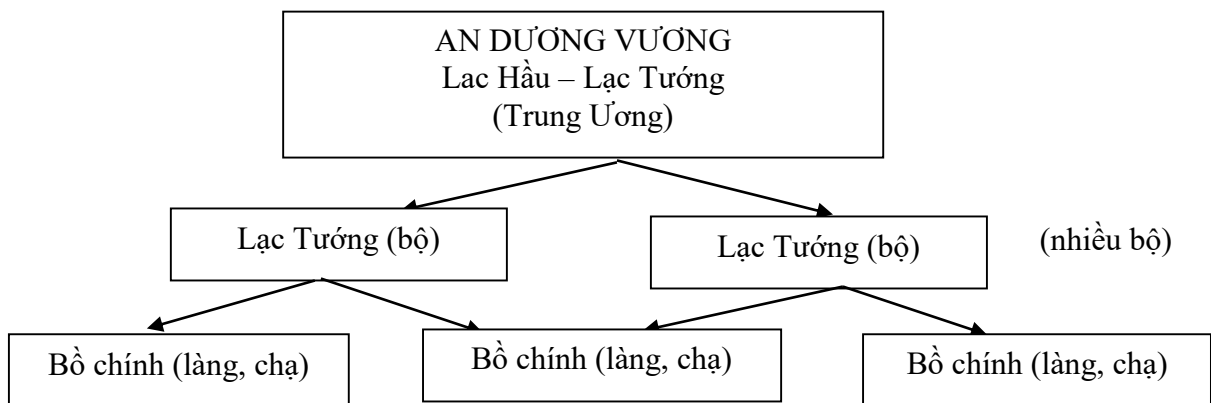 AN DƯƠNG VƯƠNG
Lac Hầu – Lạc Tướng
(Trung Ương)
Lạc Tướng (bộ)
Lạc Tướng (bộ)
(nhiều bộ)
Bồ chính (làng, chạ)
Bồ chính (làng, chạ)
Bồ chính (làng, chạ)